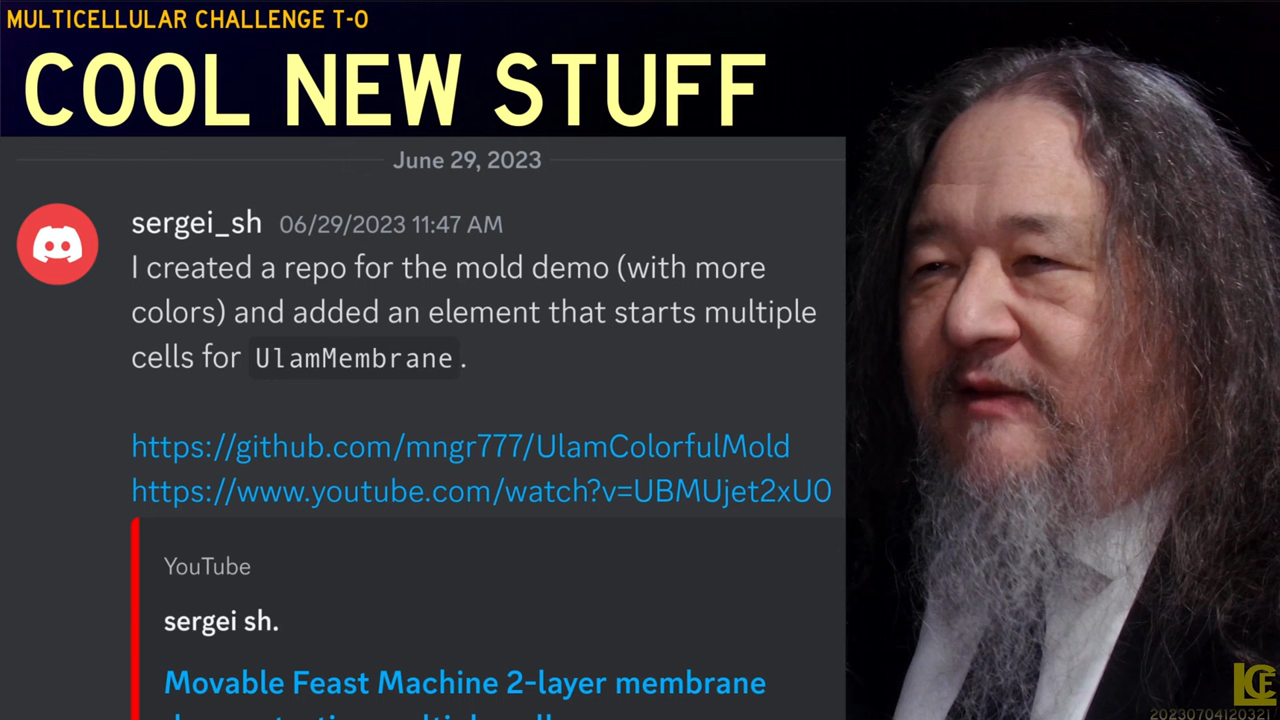 MULTICELLULAR CHALLENGE T-0
COOL NEW STUFF
June 29, 2023
sergei_sh 06/29/2023 11:47 AM
I created a repo for the mold demo (with more
colors) and added an element that starts multiple
cells for UlamMembrane.
https://github.com/mngr777/UlamColorfulMold
https://www.youtube.com/watch?v=UBMUjet2xU0
YouTube
sergei sh.
Movable Feast Machine 2-layer membrane
20230704120321